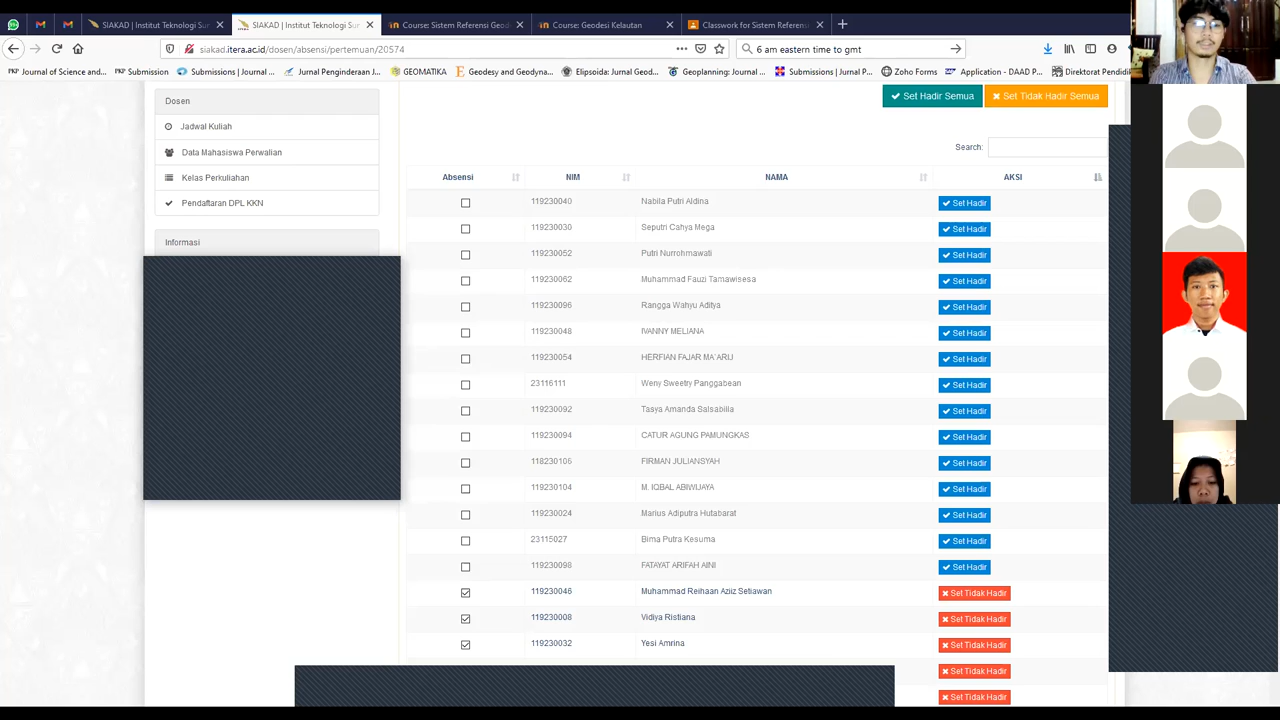 SIAKAD | Institut Teknologi Sur
SIAKAD | Institut Teknologi Sur
Course: Sistem Referensi Geod
Course: Geodesi Kelautan
Classwork for Sistem Referens
siakad.itera.ac.id/dosen/absensi/pertemuan/20574
6 am eastern time to gmt
Journal of Science and...
Submission
Submissions | Journal ...
Jurnal Penginderaan J...
GEOMATIKA
Geodesy and Geodyna...
Elipsoida: Jurnal Geod...
Geoplanning: Journal ...
Submissions | Jurnal P...
Zoho Forms
Application - DAAD P...
Direktorat Pendidik
Dosen
Jadwal Kuliah
Data Mahasiswa Perwalian
Kelas Perkuliahan
Pendaftaran DPL KKN
Informasi
Set Hadir Semua
Set Tidak Hadir Semua
Search:
Absensi NIM NAMA AKSI
119230040 Nabila Putri Aldina Set Hadir
119230030 Seputri Cahya Mega Set Hadir
119230052 Putri Nurrohmawati Set Hadir
119230062 Muhammad Fauzi Tamawisesa Set Hadir
119230096 Rangga Wahyu Aditya Set Hadir
119230048 IVANNY MELIANA Set Hadir
119230054 HERFIAN FAJAR MA'ARIJ Set Hadir
23116111 Weny Sweetry Panggabean Set Hadir
119230092 Tasya Amanda Salsabilla Set Hadir
119230094 CATUR AGUNG PAMUNGKAS Set Hadir
118230106 FIRMAN JULIANSYAH Set Hadir
119230104 M. IQBAL ABIWIJAYA Set Hadir
119230024 Marius Adiputra Hutabarat Set Hadir
23115027 Bima Putra Kesuma Set Hadir
119230098 FATAYAT ARIFAH AINI Set Hadir
119230046 Muhammad Reihaan Aziiz Setiawan Set Tidak Hadir
119230008 Vidiya Ristiana Set Tidak Hadir
119230032 Yesi Amrina Set Tidak Hadir
Set Tidak Hadir
Set Tidak Hadir